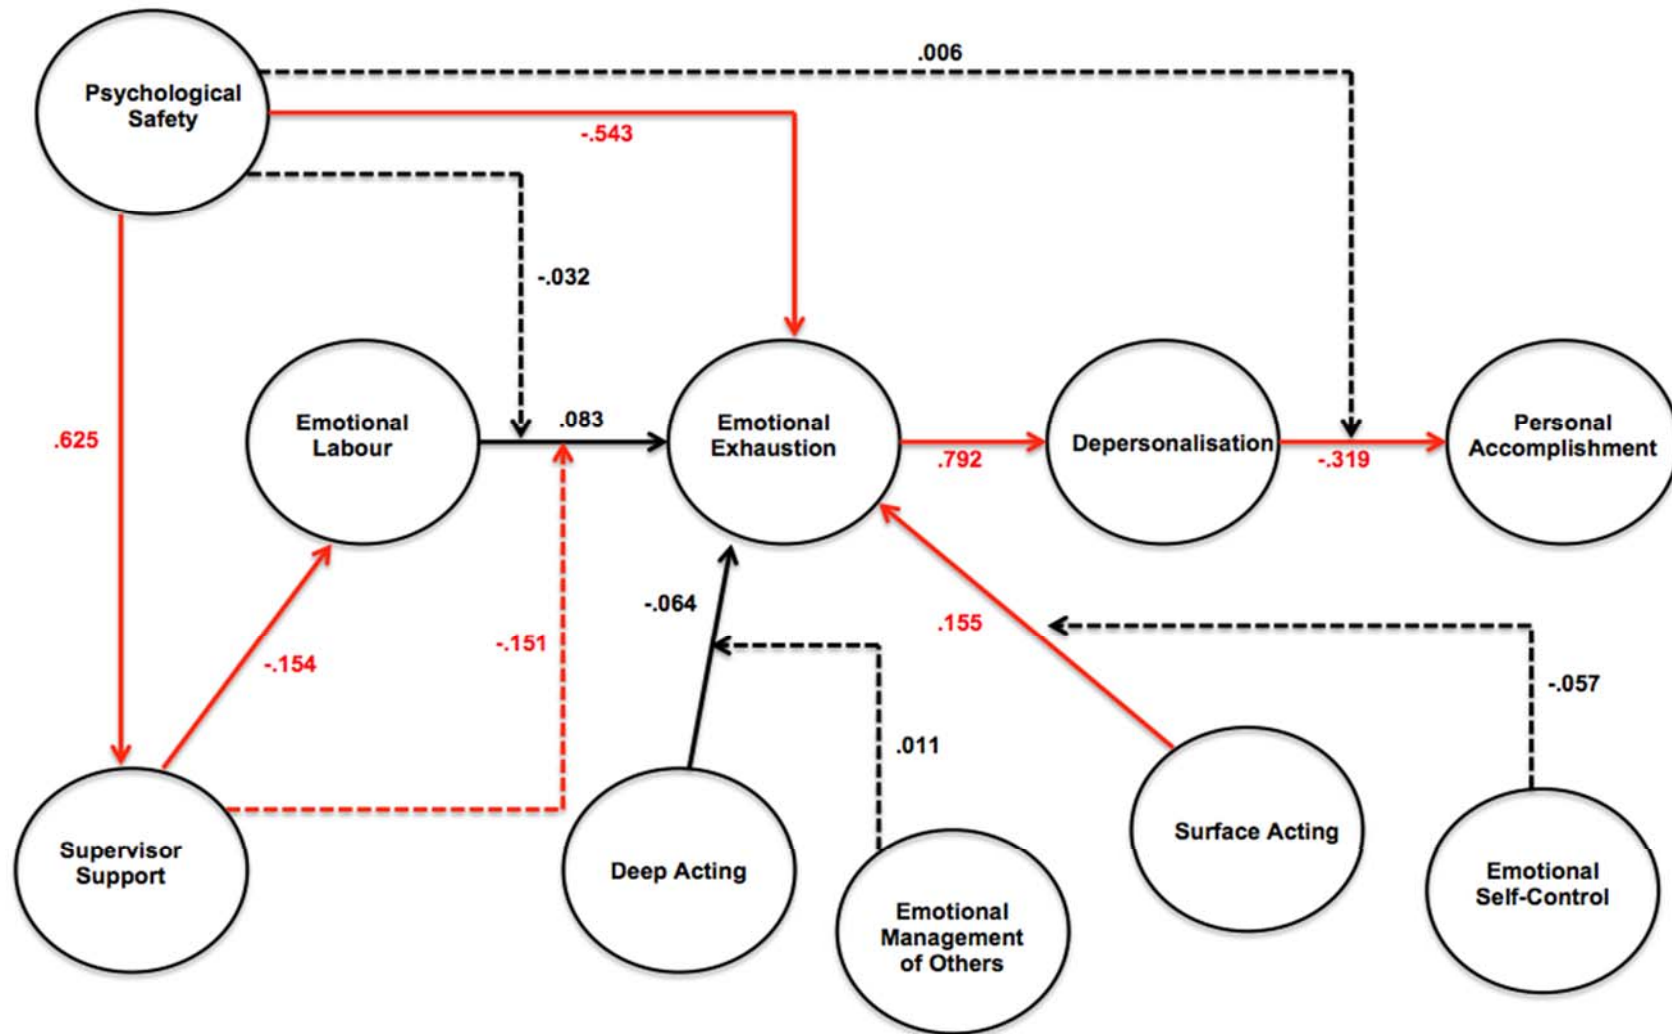 .006
Psychological
Safety
-.543
-.032
.625
Emotional
Labour
.083
Emotional
Exhaustion
.792
Depersonalisation
-.319
Personal
Accomplishment
-.064
-.151
-.154
.155
-.057
.011
Supervisor
Support
Deep Acting
Emotional
Management
of Others
Surface Acting
Emotional
Self-Control